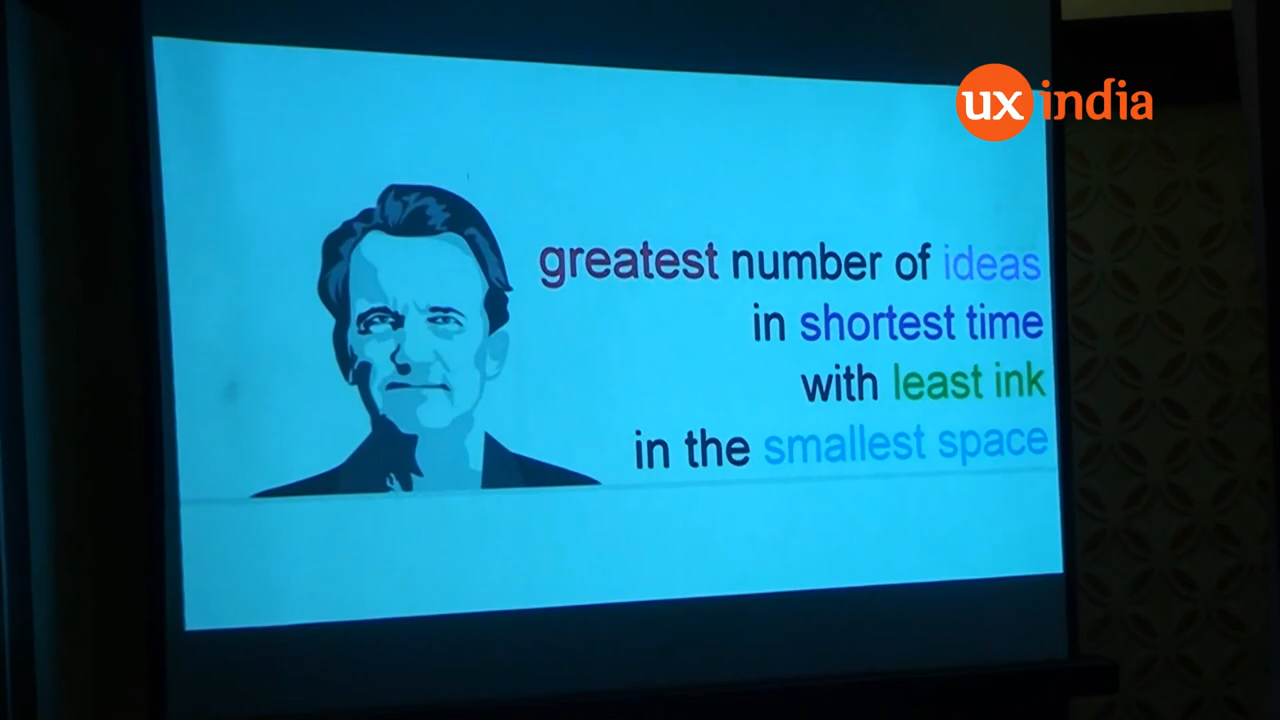 ux india
greatest number of ideas
in shortest time
with least ink
in the smallest space